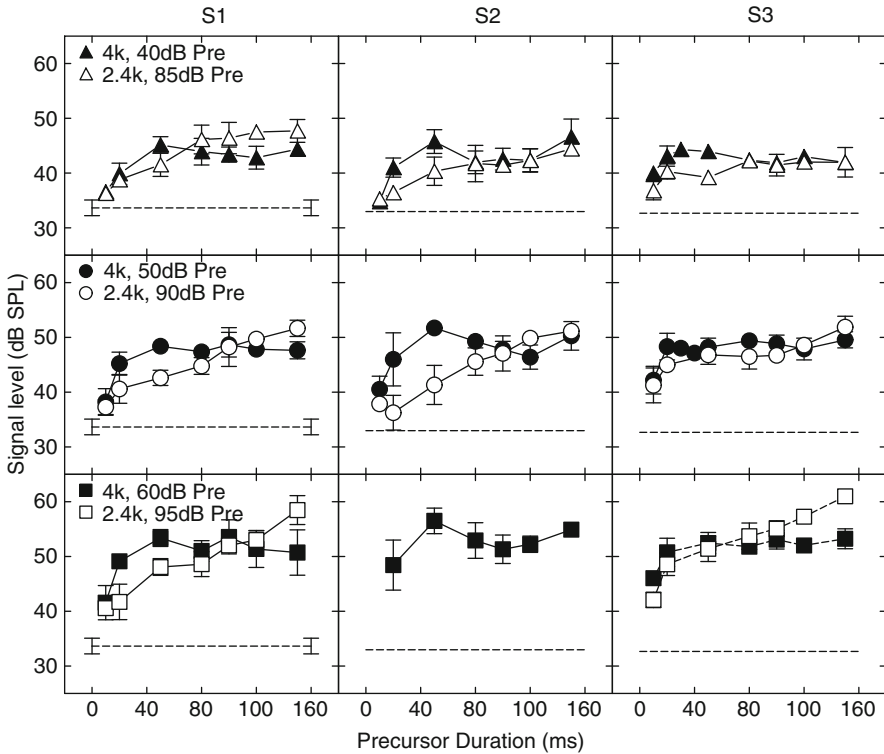 S1 S2 S3
60
50
40
30
4k, 40dB Pre
2.4k, 85dB Pre
Signal level (dB SPL)
60
50
40
30
4k, 50dB Pre
2.4k, 90dB Pre
60
50
40
30
4k, 60dB Pre
2.4k, 95dB Pre
0 40 80 100 160 0 40 80 100 160 0 40 80 100 160
Precursor Duration (ms)